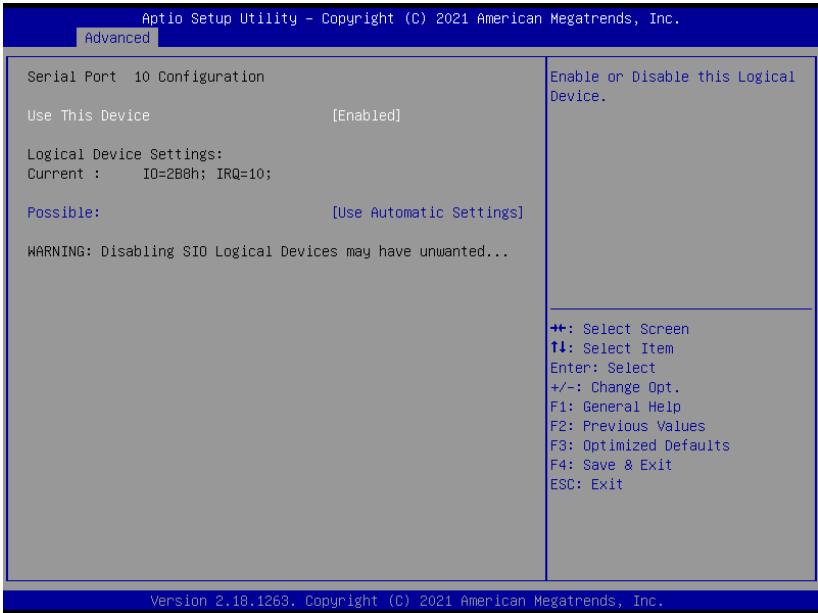 Aptio Setup Utility – Copyright (C) 2021 American Megatrends, Inc.
Advanced
Serial Port  10 Configuration
Use This Device [Enabled]
Logical Device Settings:
Current : IO=2B8h; IRQ=10;
Possible: [Use Automatic Settings]
WARNING: Disabling SIO Logical Devices may have unwanted...
Enable or Disable this Logical
Device.
→←: Select Screen
↑↓: Select Item
Enter: Select
+/-: Change Opt.
F1: General Help
F2: Previous Values
F3: Optimized Defaults
F4: Save & Exit
ESC: Exit
Version 2.18.1263. Copyright (C) 2021 American Megatrends, Inc.